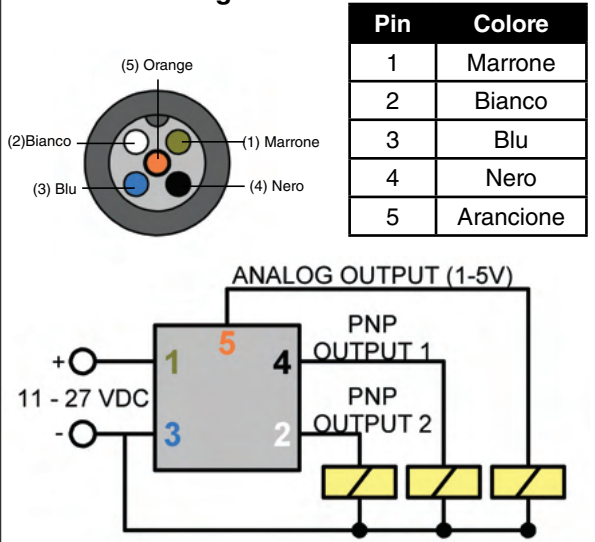 Pin Colore
1 Marrone
2 Bianco
3 Blu
4 Nero
5 Arancione
(5) Orange
(2)Bianco
(1) Marrone
(3) Blu
(4) Nero
ANALOG OUTPUT (1-5V)
PNP
OUTPUT 1
PNP
OUTPUT 2
+
11 - 27 VDC
-
1
5
4
3
2